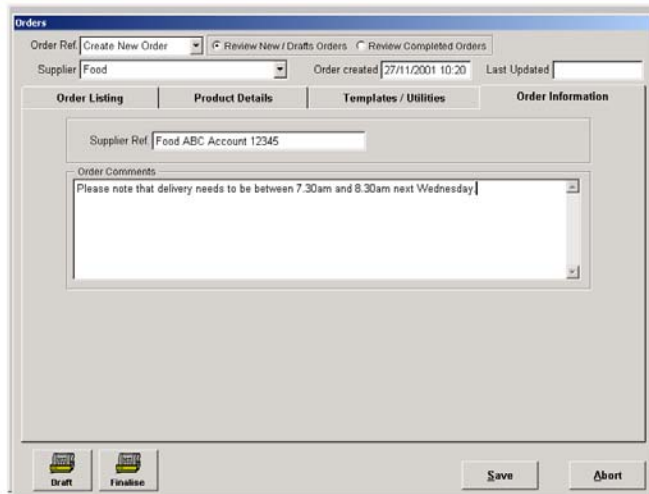 Orders
Order Ref. Create New Order Review New / Drafts Orders Review Completed Orders
Supplier Food Order created 27/11/2001 10:20 Last Updated
Order Listing Product Details Templates / Utilities Order Information
Supplier Ref. Food ABC Account 12345
Order Comments
Please note that delivery needs to be between 7.30am and 8.30am next Wednesday.
Draft Finalise Save Abort